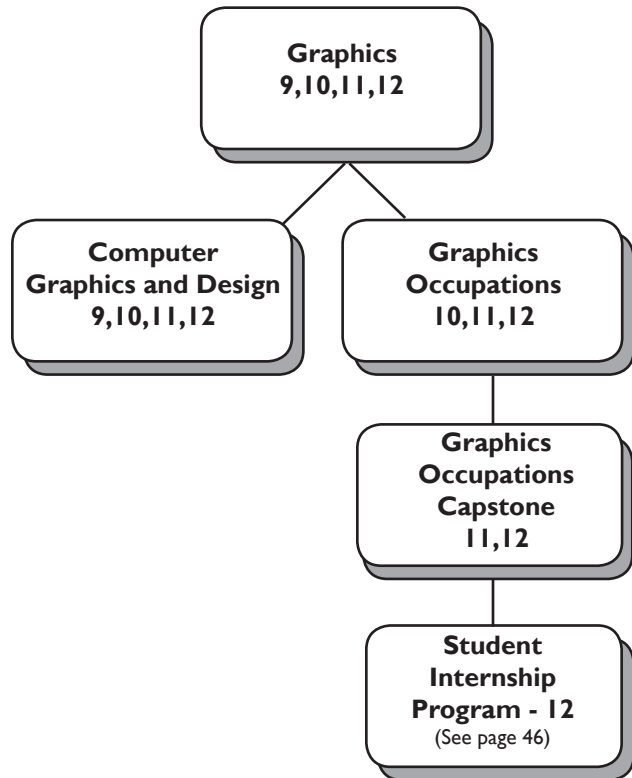 Graphics
9,10,11,12
Computer
Graphics and Design
9,10,11,12
Graphics
Occupations
10,11,12
Graphics
Occupations
Capstone
11,12
Student
Internship
Program - 12
(See page 46)